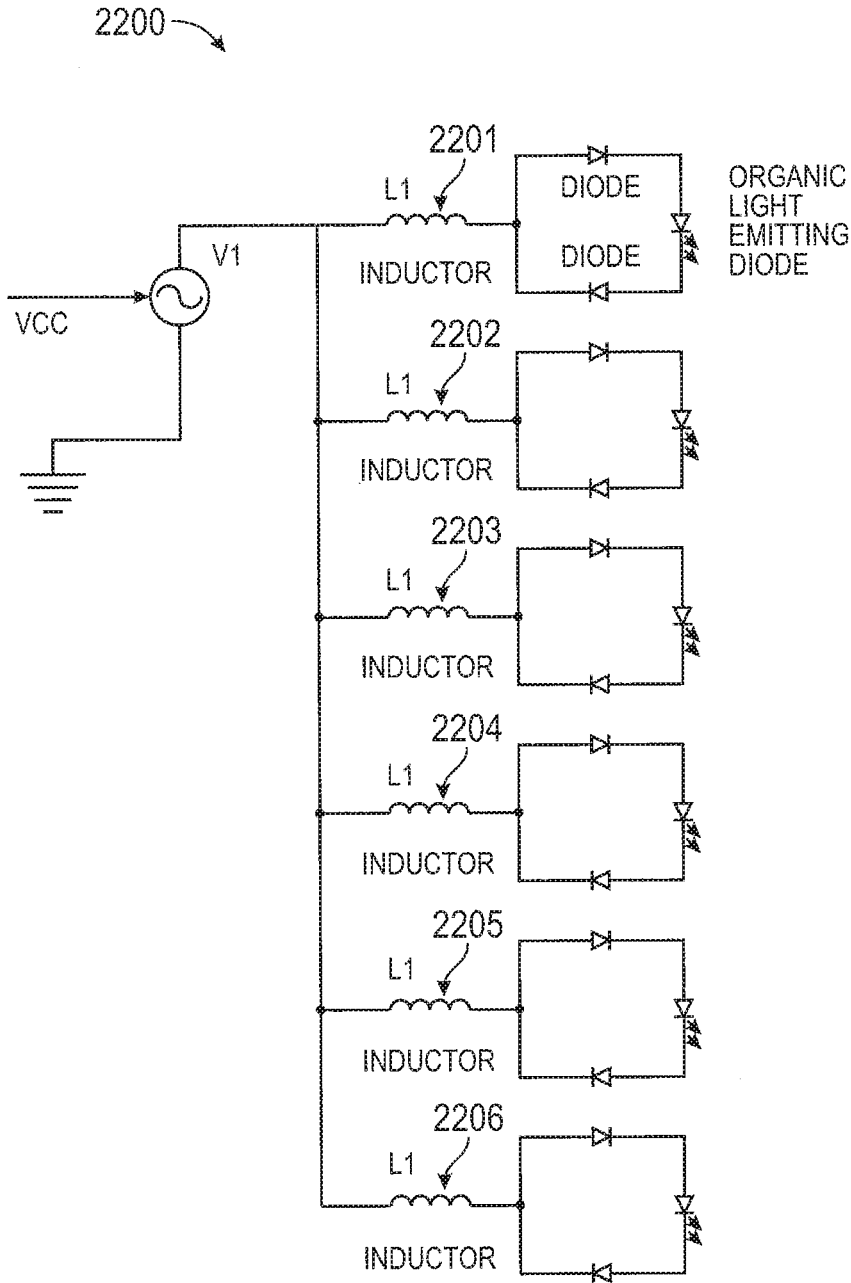 2200
2201
L1
DIODE
ORGANIC
LIGHT
EMITTING
DIODE
V1
INDUCTOR
DIODE
VCC
2202
L1
INDUCTOR
2203
L1
INDUCTOR
2204
L1
INDUCTOR
2205
L1
INDUCTOR
2206
L1
INDUCTOR